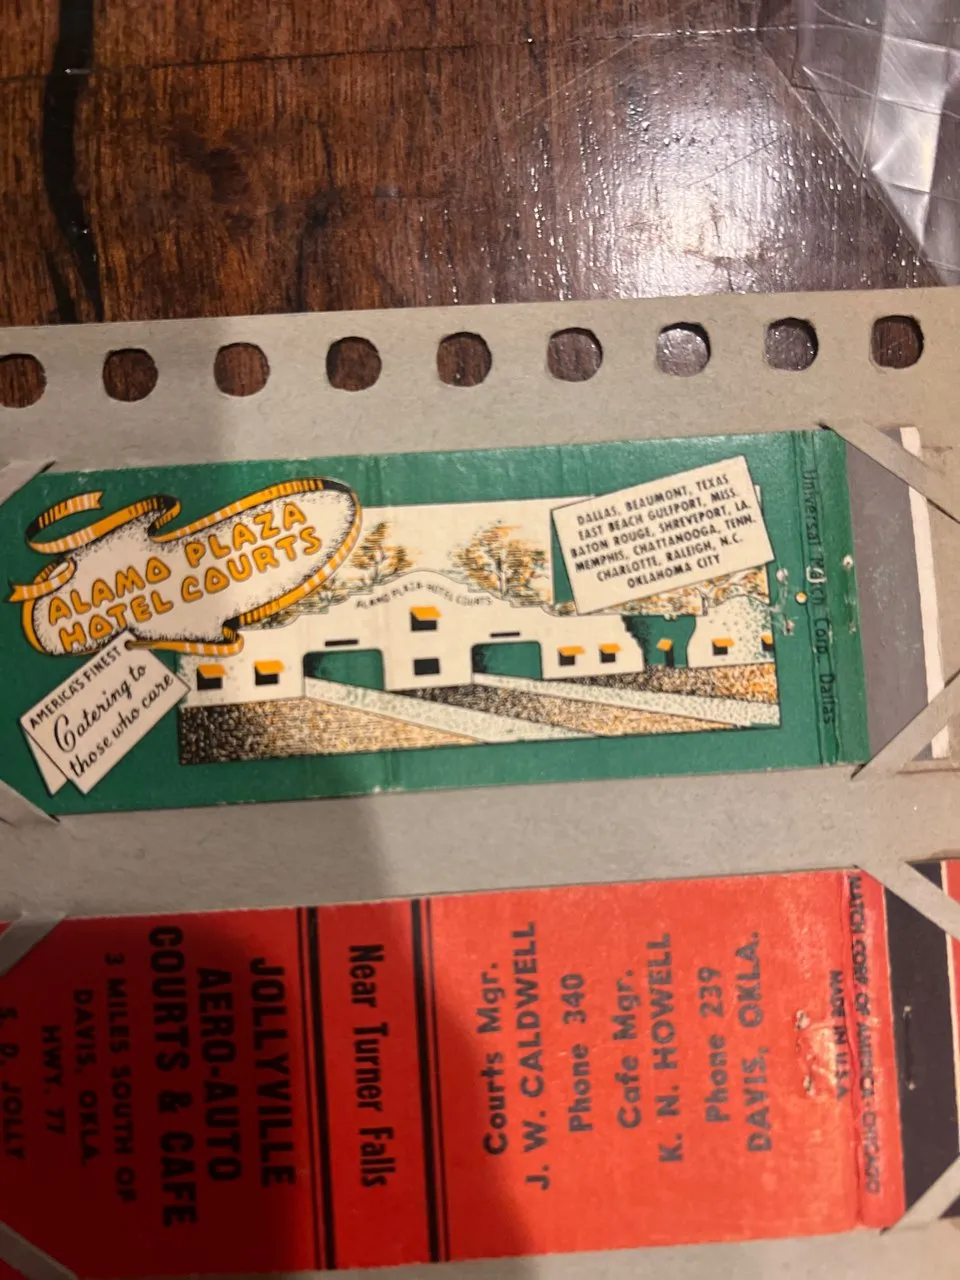 ALAMO PLAZA
HOTEL COURTS
AMERICA'S FINEST
Catering to
those who care
ALAMO PLAZA HOTEL COURTS
DALLAS, BEAUMONT, TEXAS
EAST BEACH GULFPORT, MISS.
BATON ROUGE, SHREVEPORT, LA.
MEMPHIS, CHATTANOOGA, TENN.
CHARLOTTE, RALEIGH, N.C.
OKLAHOMA CITY
Universal Match Corp., Dallas
JOLLYVILLE
AERO-AUTO
COURTS & CAFE
3 MILES SOUTH OF
DAVIS, OKLA.
HWY. 77
S. D. JOLLY
Near Turner Falls
Courts Mgr.
J. W. CALDWELL
Phone 340
Cafe Mgr.
K. N. HOWELL
Phone 239
DAVIS, OKLA.
MADE IN U.S.A.
MATCH CORP. OF AMERICA, CHICAGO